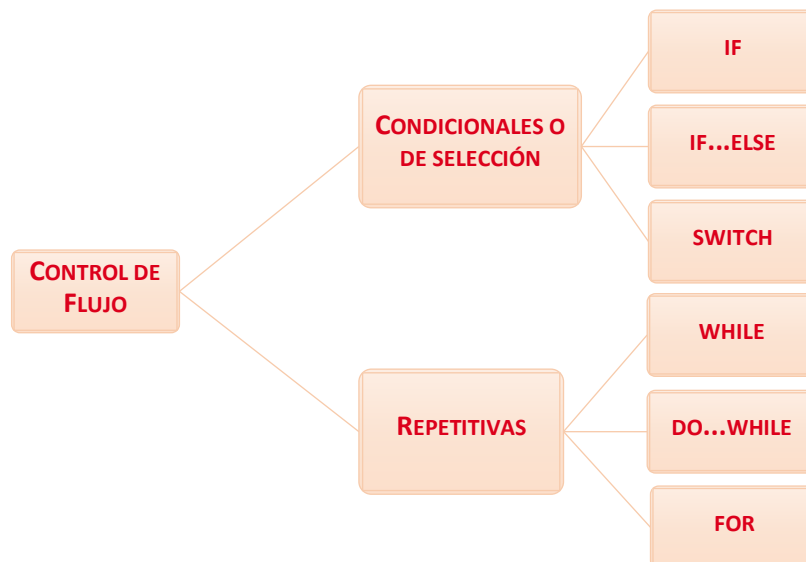 CONTROL DE
FLUJO
CONDICIONALES O
DE SELECCIÓN
IF
IF...ELSE
SWITCH
REPETITIVAS
WHILE
DO...WHILE
FOR